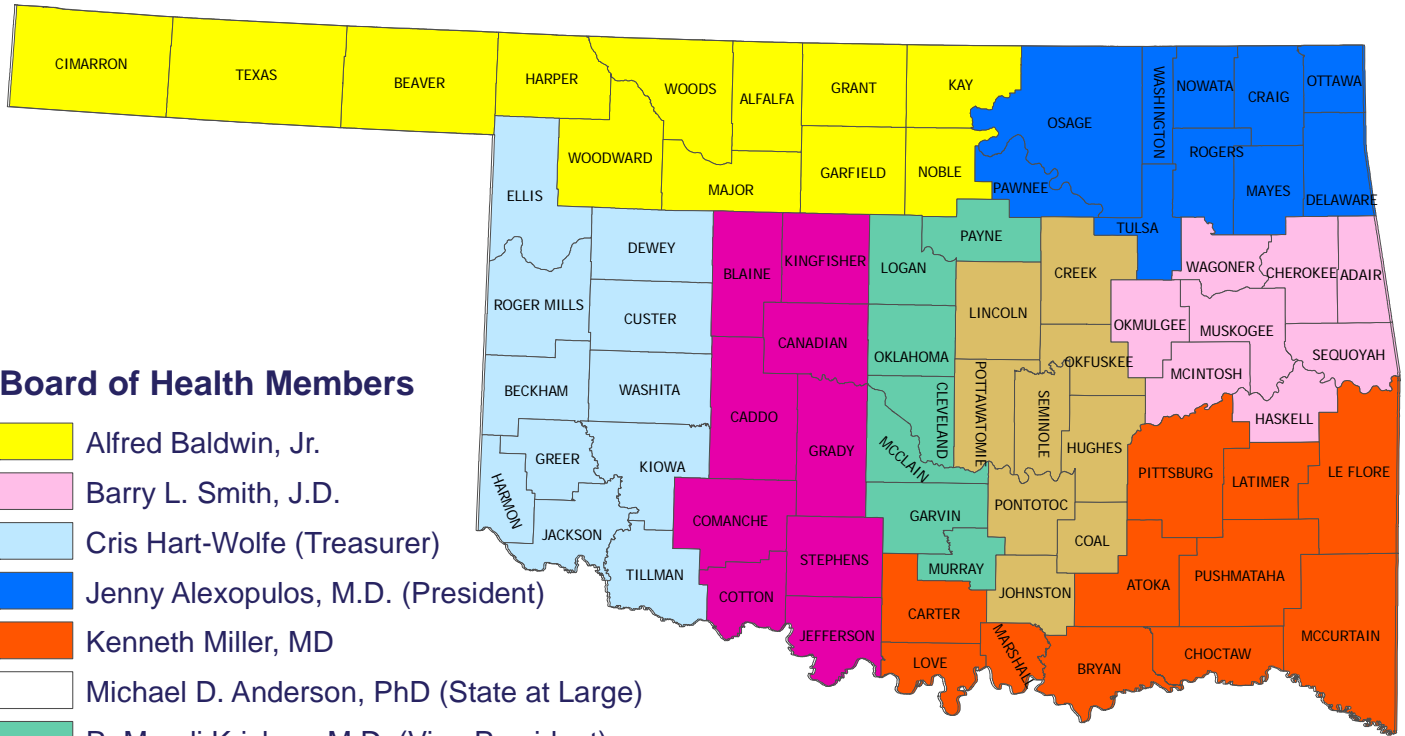 CIMARRON
TEXAS
BEAVER
HARPER
WOODS
ALFALFA
GRANT
KAY
WOODWARD
MAJOR
GARFIELD
NOBLE
OSAGE
WASHINGTON
NOWATA
CRAIG
OTTAWA
ROGERS
MAYES
DELAWARE
PAWNEE
TULSA
ELLIS
DEWEY
BLAINE
KINGFISHER
LOGAN
PAYNE
CREEK
WAGONER
CHEROKEE
ADAIR
ROGER MILLS
CUSTER
CANADIAN
OKLAHOMA
LINCOLN
OKMULGEE
MUSKOGEE
SEQUOYAH
OKFUSKEE
MCINTOSH
BECKHAM
WASHITA
CADDO
GRADY
CLEVELAND
POTTAWATOMIE
SEMINOLE
HUGHES
HASKELL
MCCLAIN
GREER
KIOWA
HARMON
JACKSON
TILLMAN
COMANCHE
STEPHENS
COTTON
JEFFERSON
GARVIN
MURRAY
PONTOTOC
COAL
JOHNSTON
PITTSBURG
LATIMER
LE FLORE
ATOKA
PUSHMATAHA
CARTER
LOVE
MARSHALL
BRYAN
CHOCTAW
MCCURTAIN
Board of Health Members
Alfred Baldwin, Jr.
Barry L. Smith, J.D.
Cris Hart-Wolfe (Treasurer)
Jenny Alexopulos, M.D. (President)
Kenneth Miller, MD
Michael D. Anderson, PhD (State at Large)